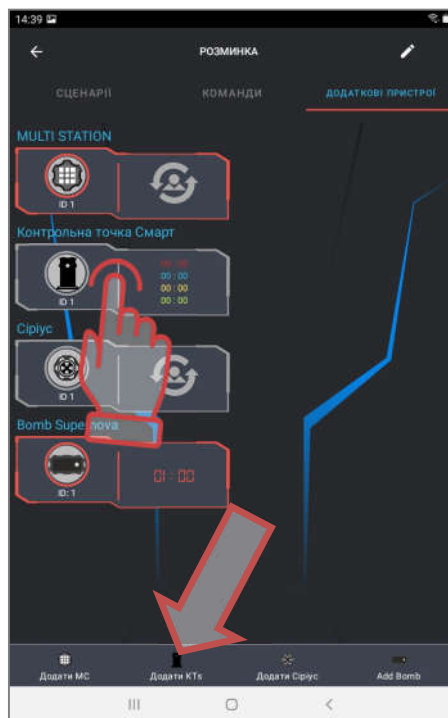 14:39
РОЗМИНКА
СЦЕНАРІЇ КОМАНДИ ДОДАТКОВІ ПРИСТРОЇ
MULTI STATION
ID 1
Контрольна точка Смарт
00:00
00:00
00:00
00:00
ID 1
Сіріус
ID 1
Bomb Supernova
01:00
ID: 1
Додати МС Додати KTs Додати Сіріус Add Bomb